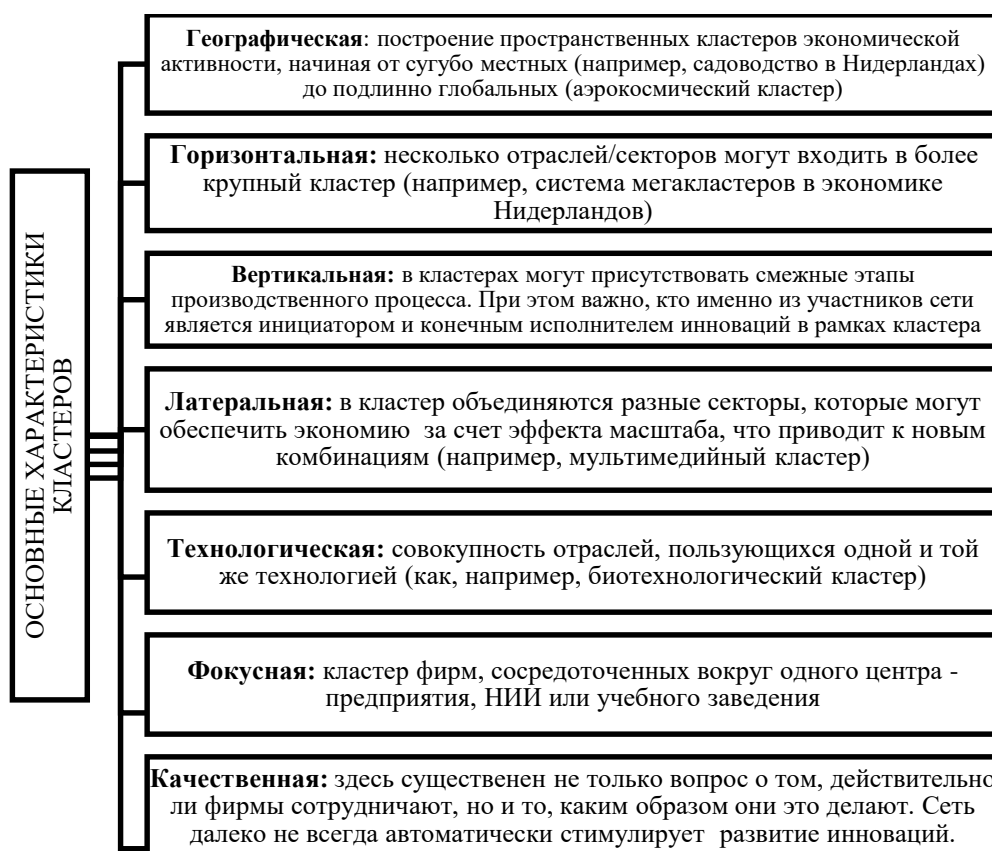 ОСНОВНЫЕ ХАРАКТЕРИСТИКИ
КЛАСТЕРОВ
Географическая: построение пространственных кластеров экономической
активности, начиная от сугубо местных (например, садоводство в Нидерландах)
до подлинно глобальных (аэрокосмический кластер)
Горизонтальная: несколько отраслей/секторов могут входить в более
крупный кластер (например, система мегакластеров в экономике
Нидерландов)
Вертикальная: в кластерах могут присутствовать смежные этапы
производственного процесса. При этом важно, кто именно из участников сети
является инициатором и конечным исполнителем инноваций в рамках кластера
Латеральная: в кластер объединяются разные секторы, которые могут
обеспечить экономию за счет эффекта масштаба, что приводит к новым
комбинациям (например, мультимедийный кластер)
Технологическая: совокупность отраслей, пользующихся одной и той
же технологией (как, например, биотехнологический кластер)
Фокусная: кластер фирм, сосредоточенных вокруг одного центра -
предприятия, НИИ или учебного заведения
Качественная: здесь существенен не только вопрос о том, действительно
ли фирмы сотрудничают, но и то, каким образом они это делают. Сеть
далеко не всегда автоматически стимулирует развитие инноваций.